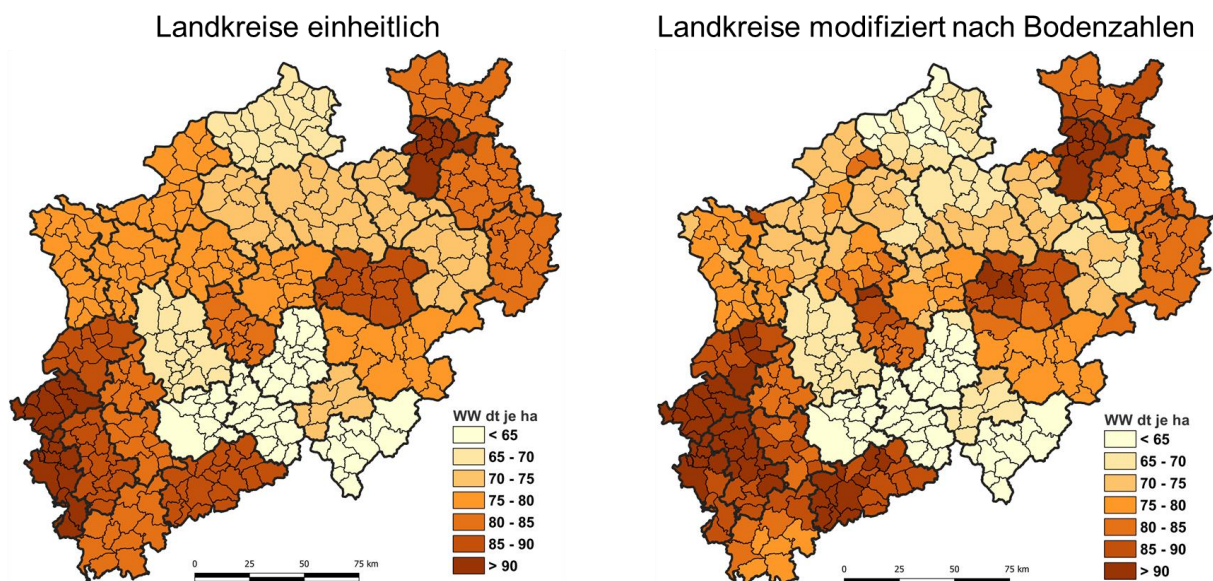 Landkreise einheitlich
WW dt je ha
< 65
65 - 70
70 - 75
75 - 80
80 - 85
85 - 90
> 90
0 25 50 75 km
Landkreise modifiziert nach Bodenzahlen
WW dt je ha
< 65
65 - 70
70 - 75
75 - 80
80 - 85
85 - 90
> 90
0 25 50 75 km